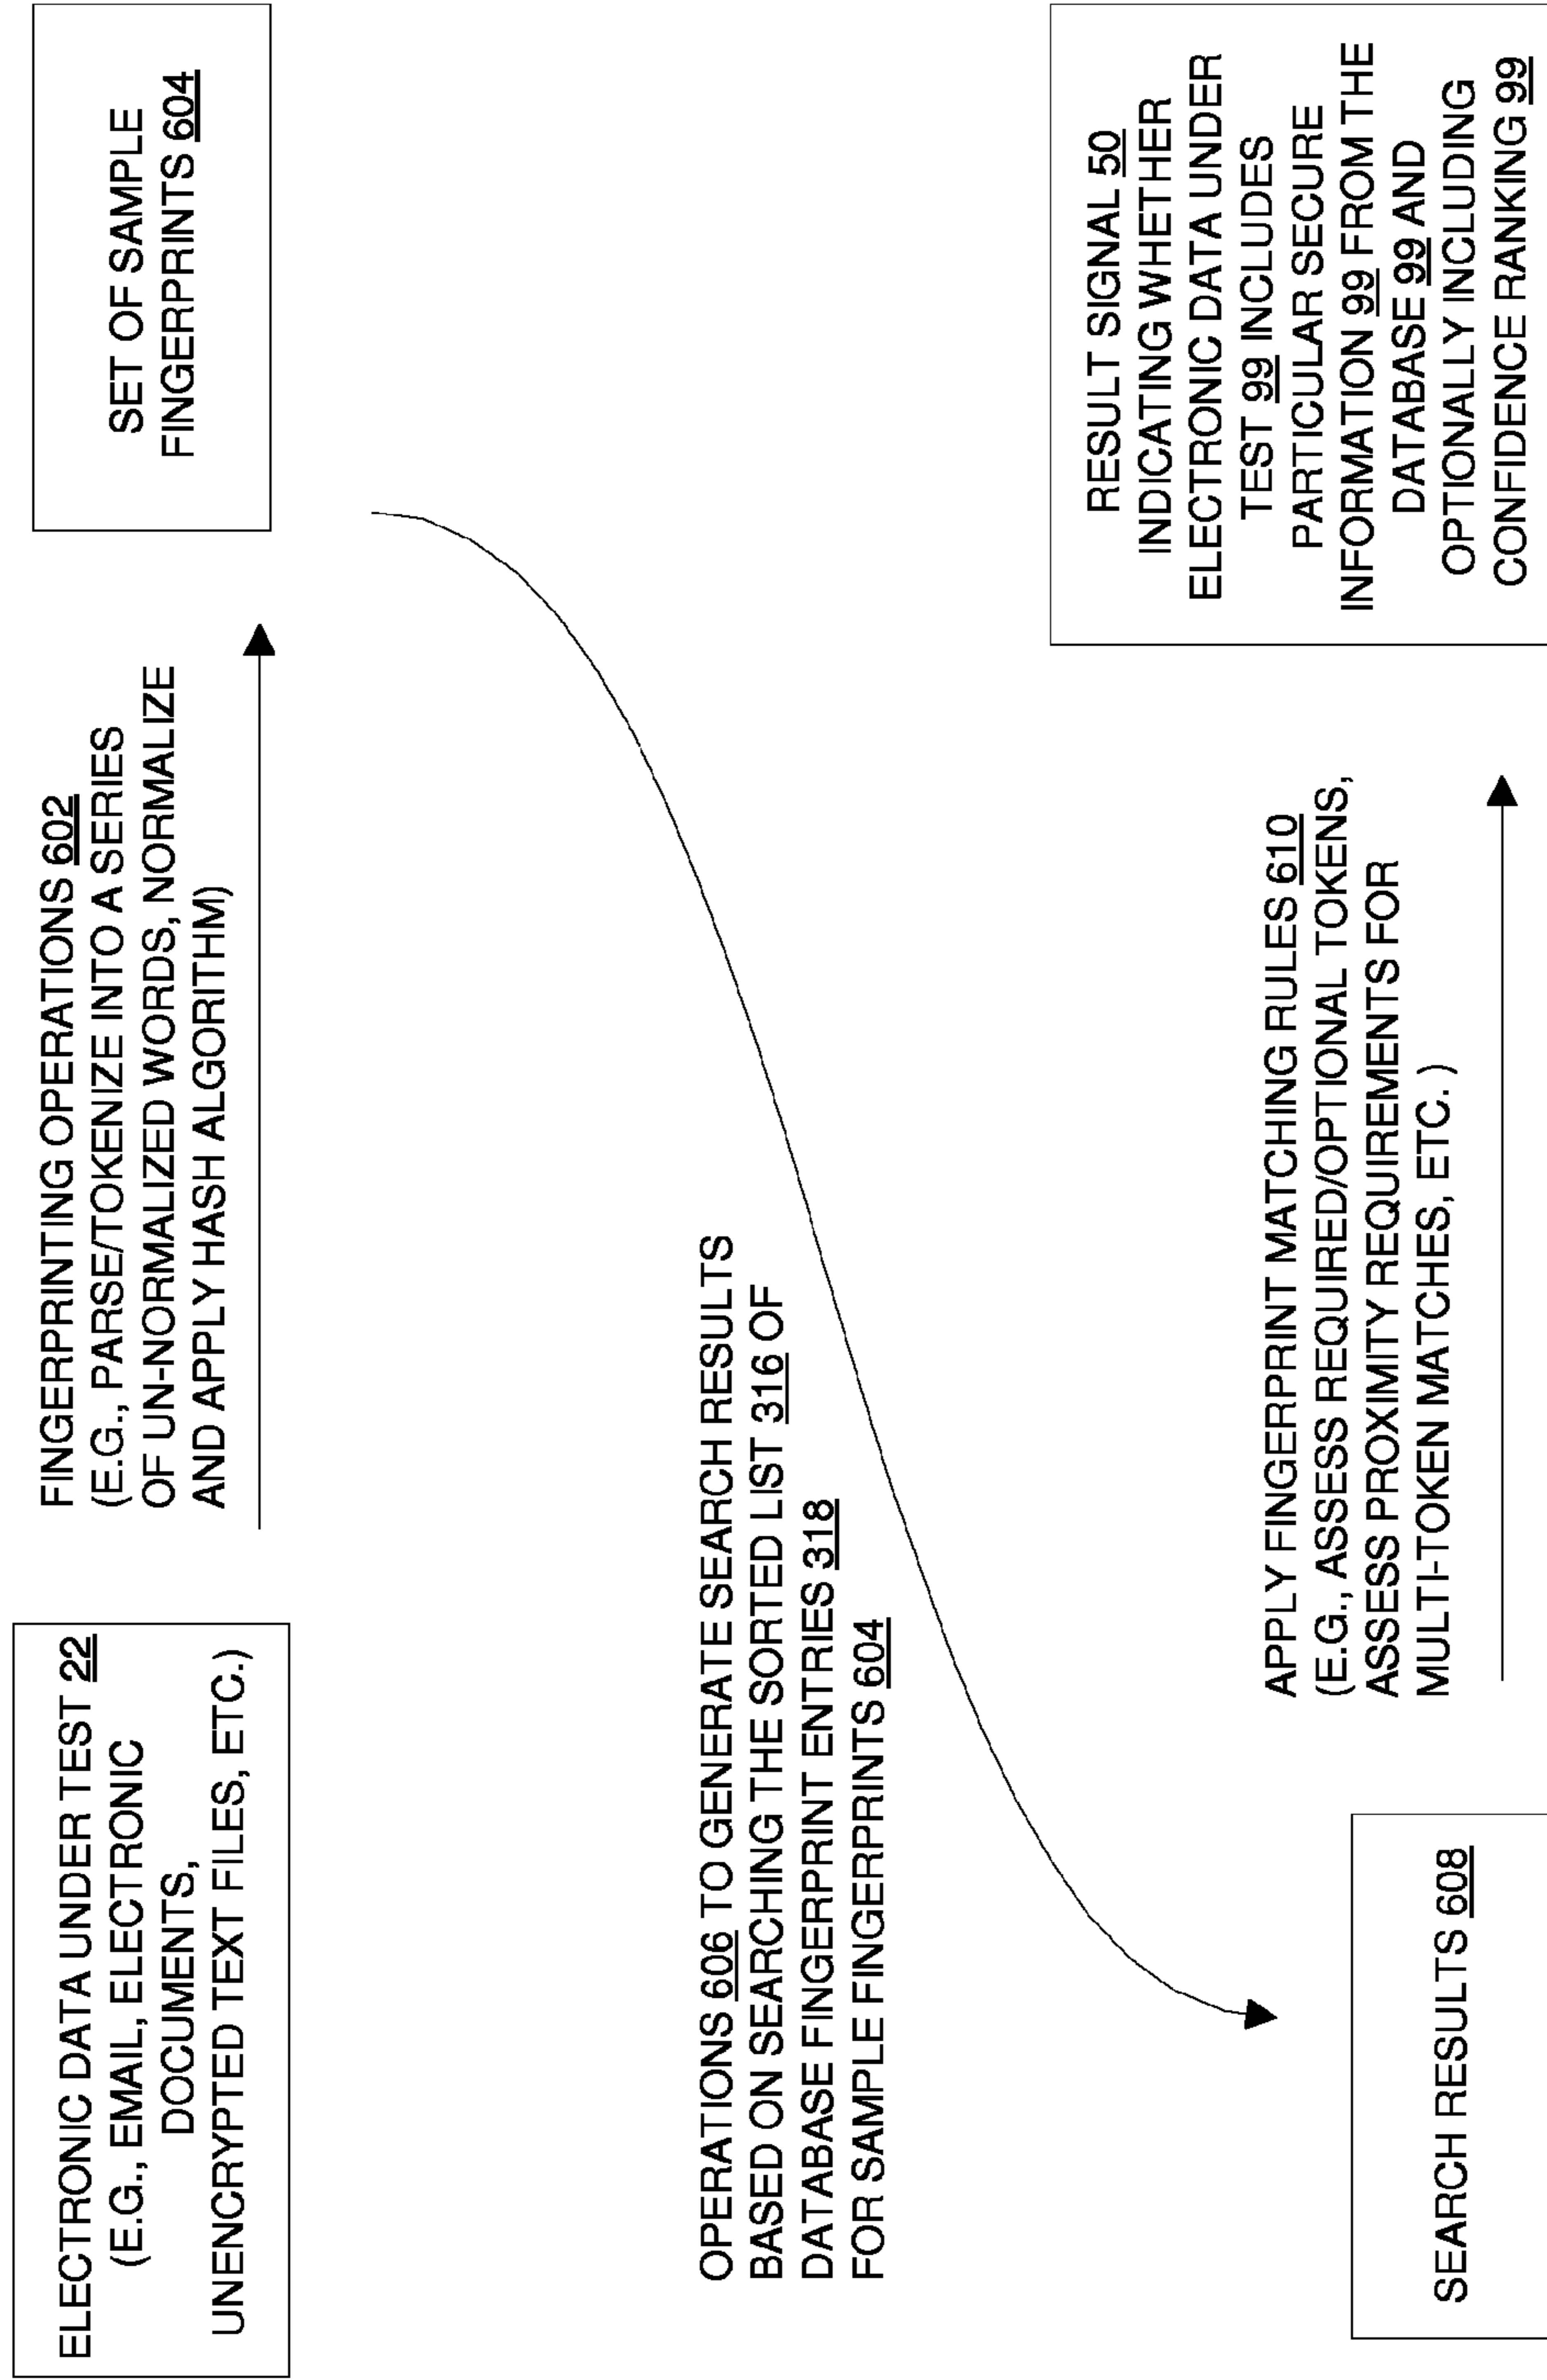 ELECTRONIC DATA UNDER TEST 22
(E.G., EMAIL, ELECTRONIC
DOCUMENTS,
UNENCRYPTED TEXT FILES, ETC.)
FINGERPRINTING OPERATIONS 602
(E.G., PARSE/TOKENIZE INTO A SERIES
OF UN-NORMALIZED WORDS, NORMALIZE
AND APPLY HASH ALGORITHM)
SET OF SAMPLE
FINGERPRINTS 604
OPERATIONS 606 TO GENERATE SEARCH RESULTS
BASED ON SEARCHING THE SORTED LIST 316 OF
DATABASE FINGERPRINT ENTRIES 318
FOR SAMPLE FINGERPRINTS 604
SEARCH RESULTS 608
APPLY FINGERPRINT MATCHING RULES 610
(E.G., ASSESS REQUIRED/OPTIONAL TOKENS,
ASSESS PROXIMITY REQUIREMENTS FOR
MULTI-TOKEN MATCHES, ETC. )
RESULT SIGNAL 50
INDICATING WHETHER
ELECTRONIC DATA UNDER
TEST 99 INCLUDES
PARTICULAR SECURE
INFORMATION 99 FROM THE
DATABASE 99 AND
OPTIONALLY INCLUDING
CONFIDENCE RANKING 99